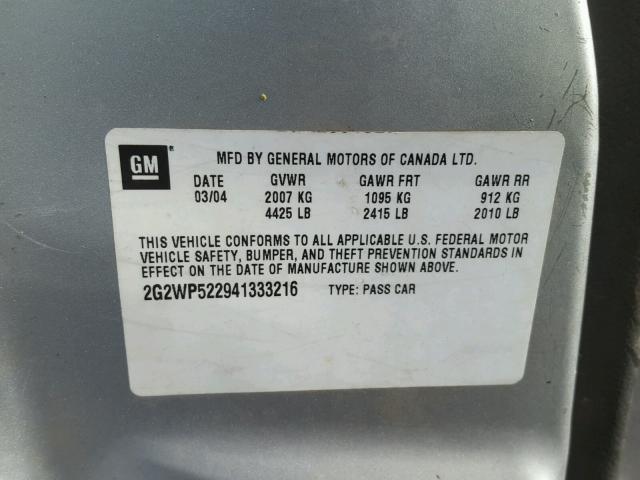 GM
MFD BY GENERAL MOTORS OF CANADA LTD.
DATE GVWR GAWR FRT GAWR RR
03/04 2007 KG 1095 KG 912 KG
4425 LB 2415 LB 2010 LB
THIS VEHICLE CONFORMS TO ALL APPLICABLE U.S. FEDERAL MOTOR
VEHICLE SAFETY, BUMPER, AND THEFT PREVENTION STANDARDS IN
EFFECT ON THE DATE OF MANUFACTURE SHOWN ABOVE.
2G2WP522941333216 TYPE: PASS CAR